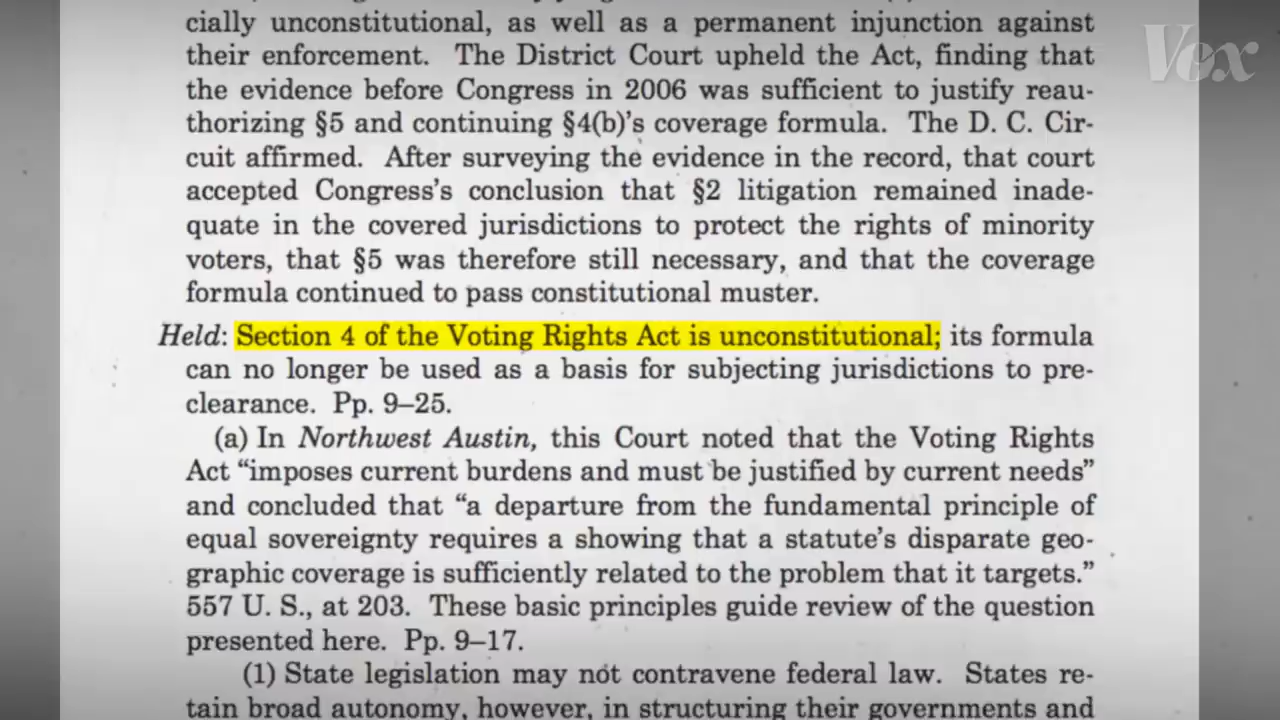 cially unconstitutional, as well as a permanent injunction against
their enforcement. The District Court upheld the Act, finding that
the evidence before Congress in 2006 was sufficient to justify reau-
thorizing §5 and continuing §4(b)'s coverage formula. The D. C. Cir-
cuit affirmed. After surveying the evidence in the record, that court
accepted Congress's conclusion that §2 litigation remained inade-
quate in the covered jurisdictions to protect the rights of minority
voters, that §5 was therefore still necessary, and that the coverage
formula continued to pass constitutional muster.
Held: Section 4 of the Voting Rights Act is unconstitutional; its formula
can no longer be used as a basis for subjecting jurisdictions to pre-
clearance. Pp. 9–25.
(a) In Northwest Austin, this Court noted that the Voting Rights
Act “imposes current burdens and must be justified by current needs”
and concluded that “a departure from the fundamental principle of
equal sovereignty requires a showing that a statute's disparate geo-
graphic coverage is sufficiently related to the problem that it targets.”
557 U. S., at 203. These basic principles guide review of the question
presented here. Pp. 9–17.
(1) State legislation may not contravene federal law. States re-
tain broad autonomy, however, in structuring their governments and
Vox